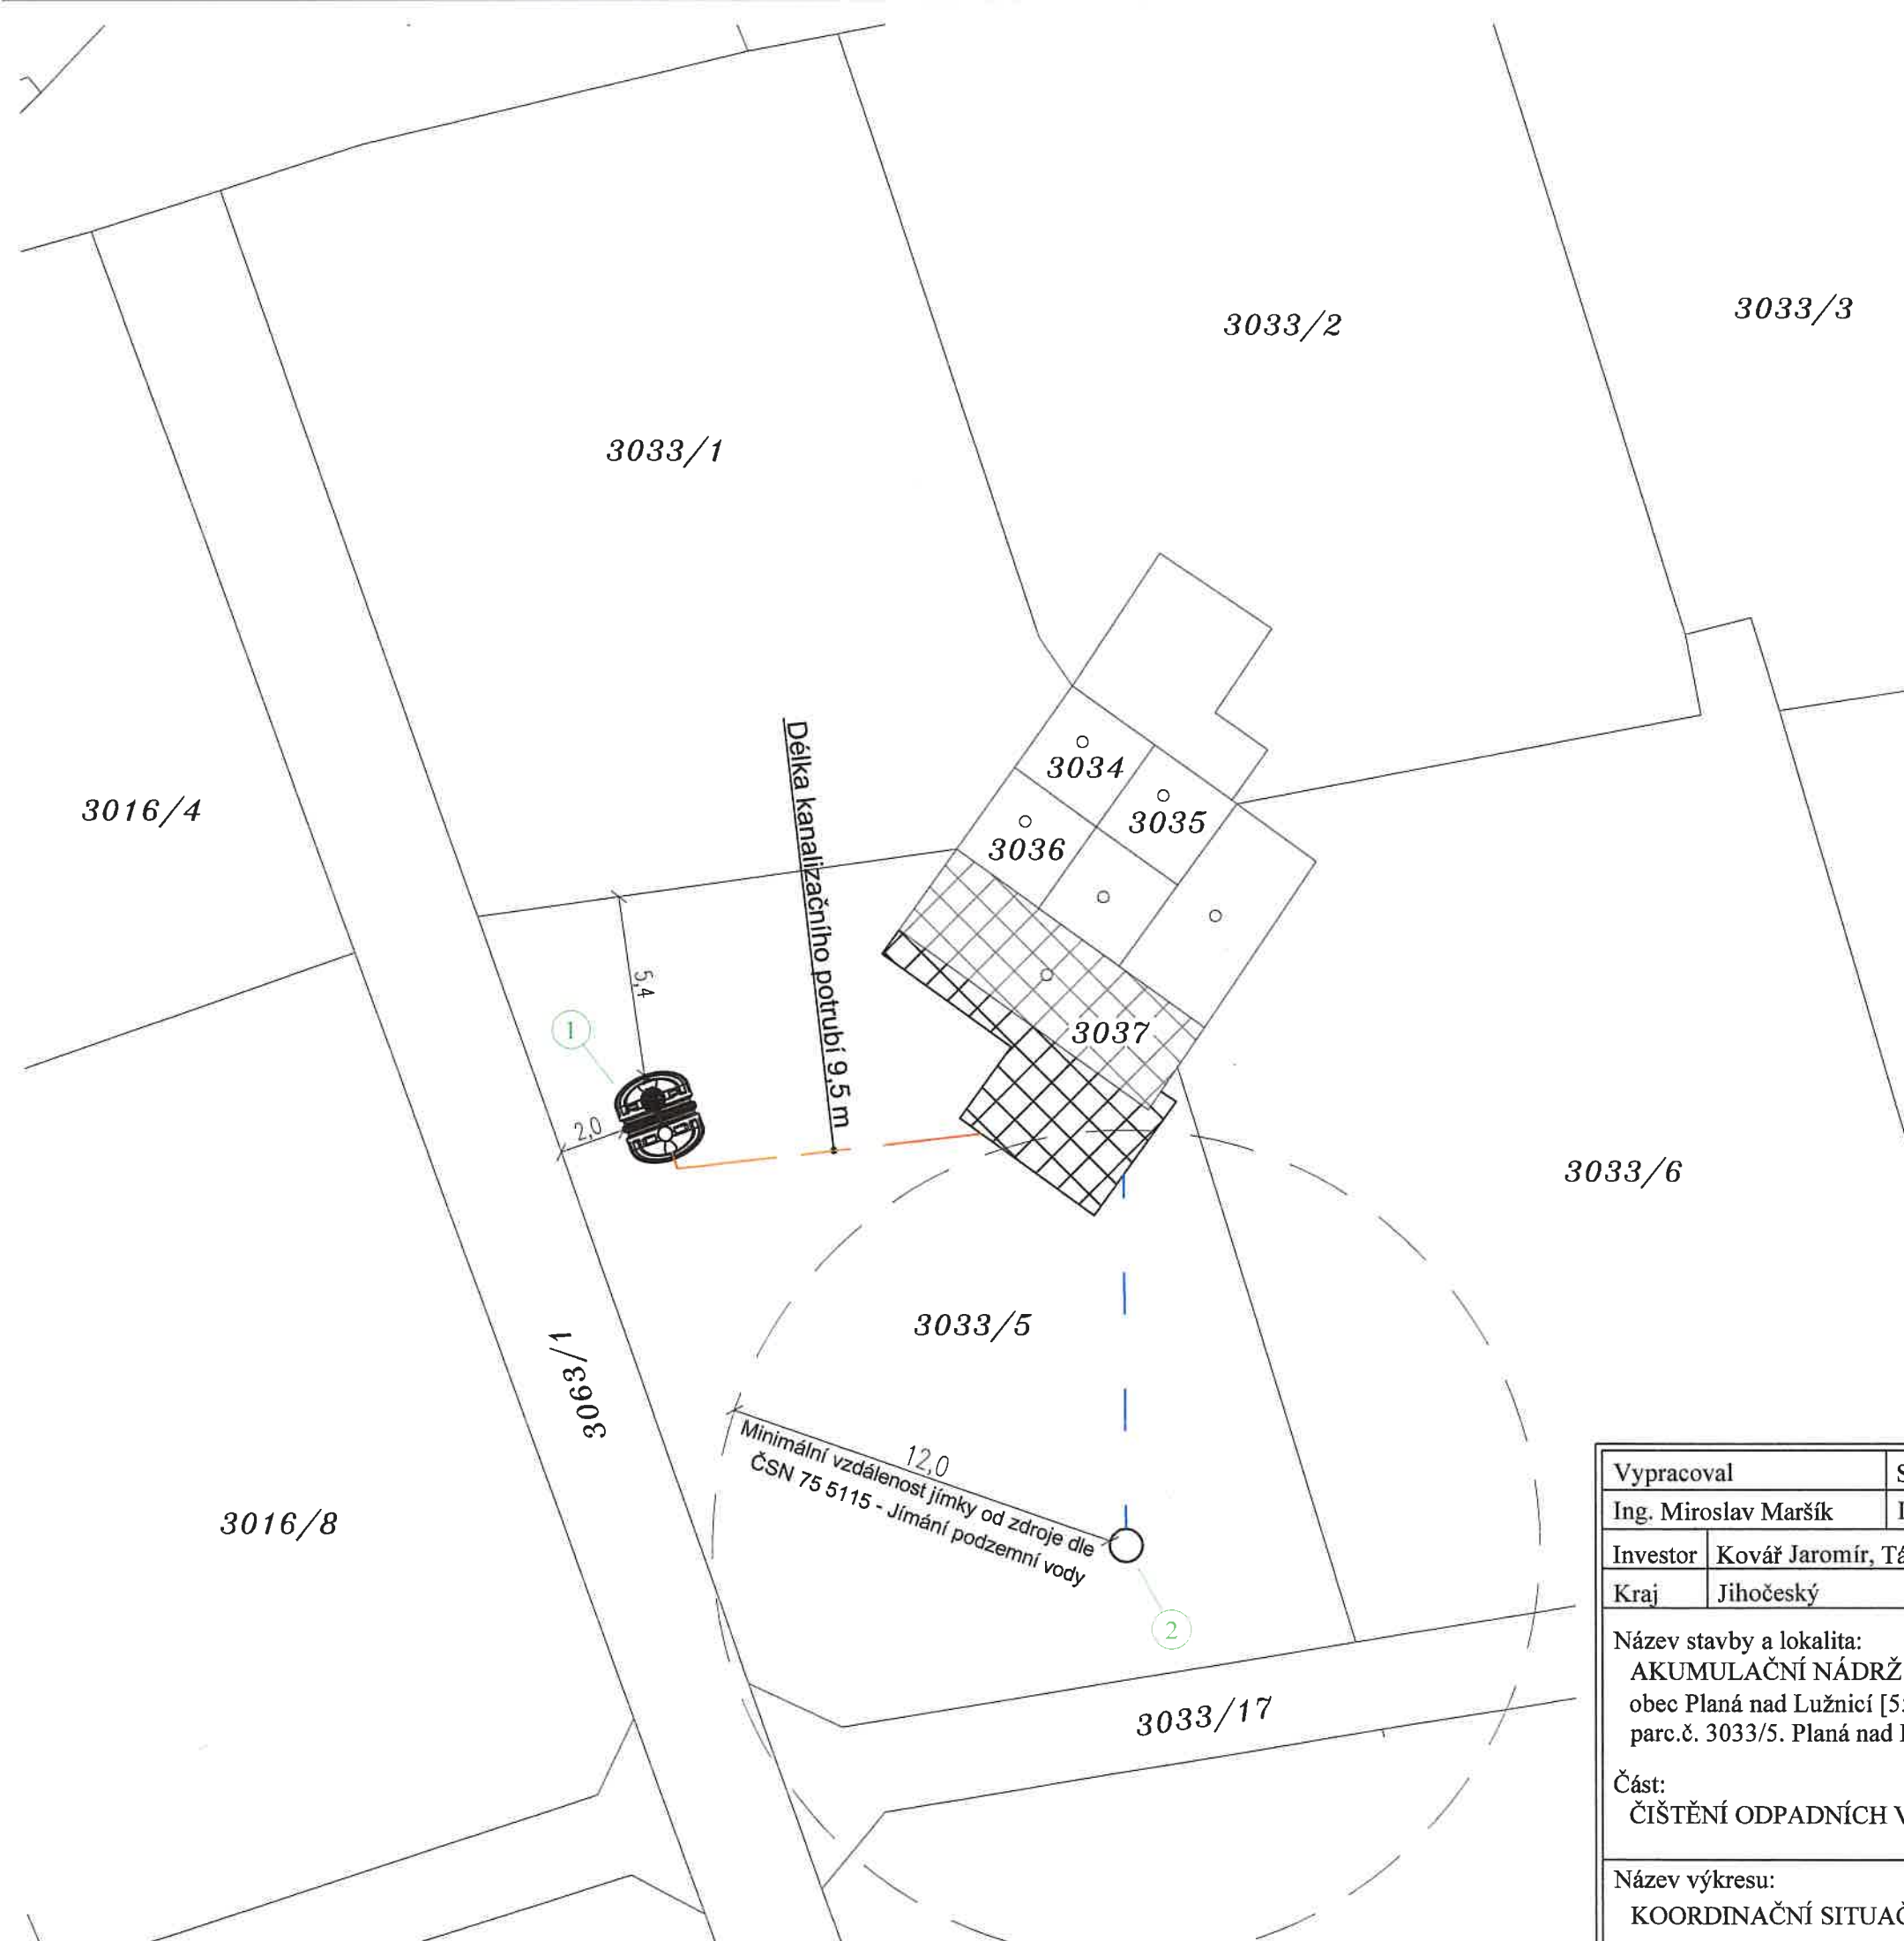 3033/3
3033/2
3033/1
Délka kanalizačního potrubí 9,5 m
3034
3016/4
3035
3036
5,4
1
3037
2,0
3033/6
3033/5
3063/1
12,0
Minimální vzdálenost jímky od zdroje dle
ČSN 75 5115 - Jímání podzemní vody
3016/8
2
3033/17
Vypracoval
Ing. Miroslav Maršík
Investor Kovář Jaromír,
Kraj Jihočeský
Název stavby a lokalita:
AKUMULAČNÍ NÁDRŽ
obec Planá nad Lužnicí
parc.č. 3033/5. Planá nad
Část:
ČIŠTĚNÍ ODPADNÍCH
Název výkresu:
KOORDINAČNÍ